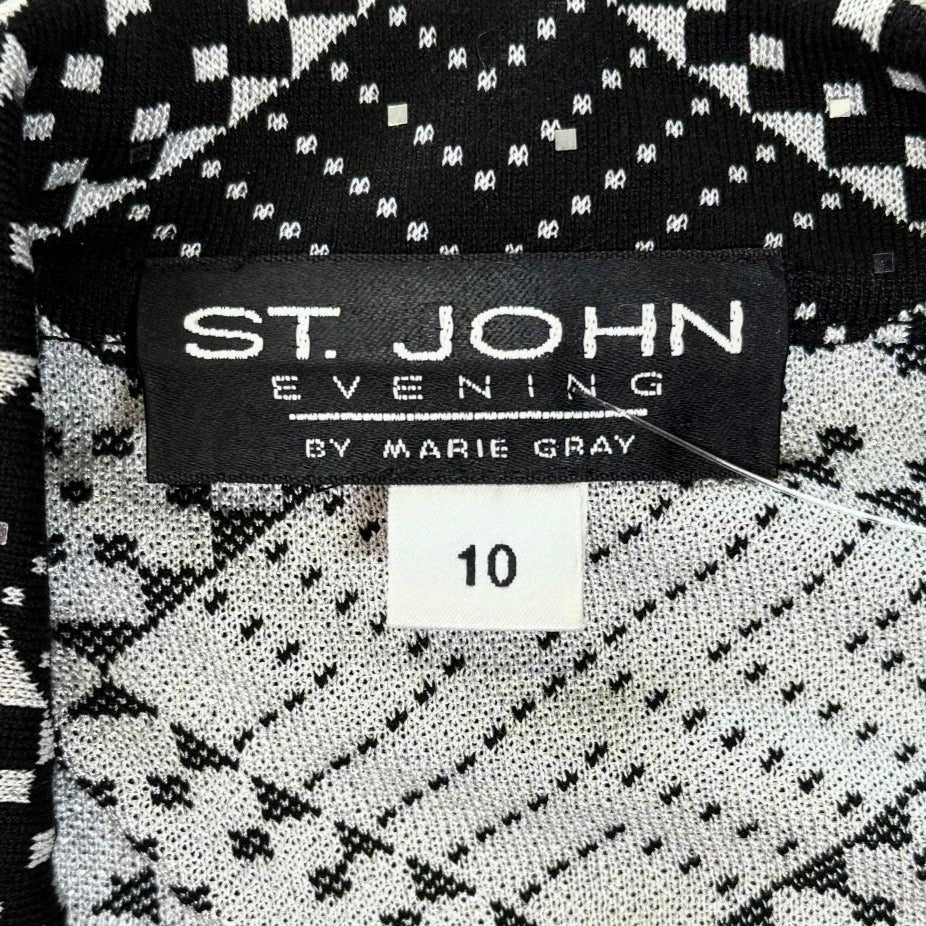 ST. JOHN
EVENING
BY MARIE GRAY
10